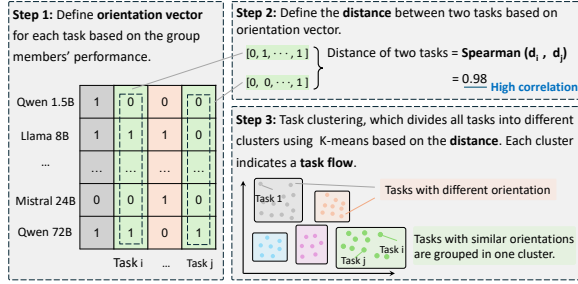 Step 1: Define orientation vector
for each task based on the group
members' performance.
Qwen 1.5B 1 0 0 0
Llama 8B 1 1 1 0
... ... ... ... ...
Mistral 24B 0 0 1 0
Qwen 72B 1 1 0 1
Task i ... Task j
Step 2: Define the distance between two tasks based on
orientation vector.
[0, 1, ···, 1]
[0, 0, ···, 1]
Distance of two tasks = Spearman (d i , d j)
= 0.98 High correlation
Step 3: Task clustering, which divides all tasks into different
clusters using K-means based on the distance. Each cluster
indicates a task flow.
Task 1
Tasks with different orientation
Task i
Task j
Tasks with similar orientations
are grouped in one cluster.